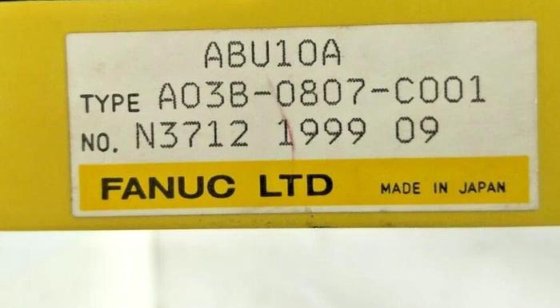 ABU10A
TYPE A03B-0807-C001
NO. N3712 1999 09
FANUC LTD MADE IN JAPAN